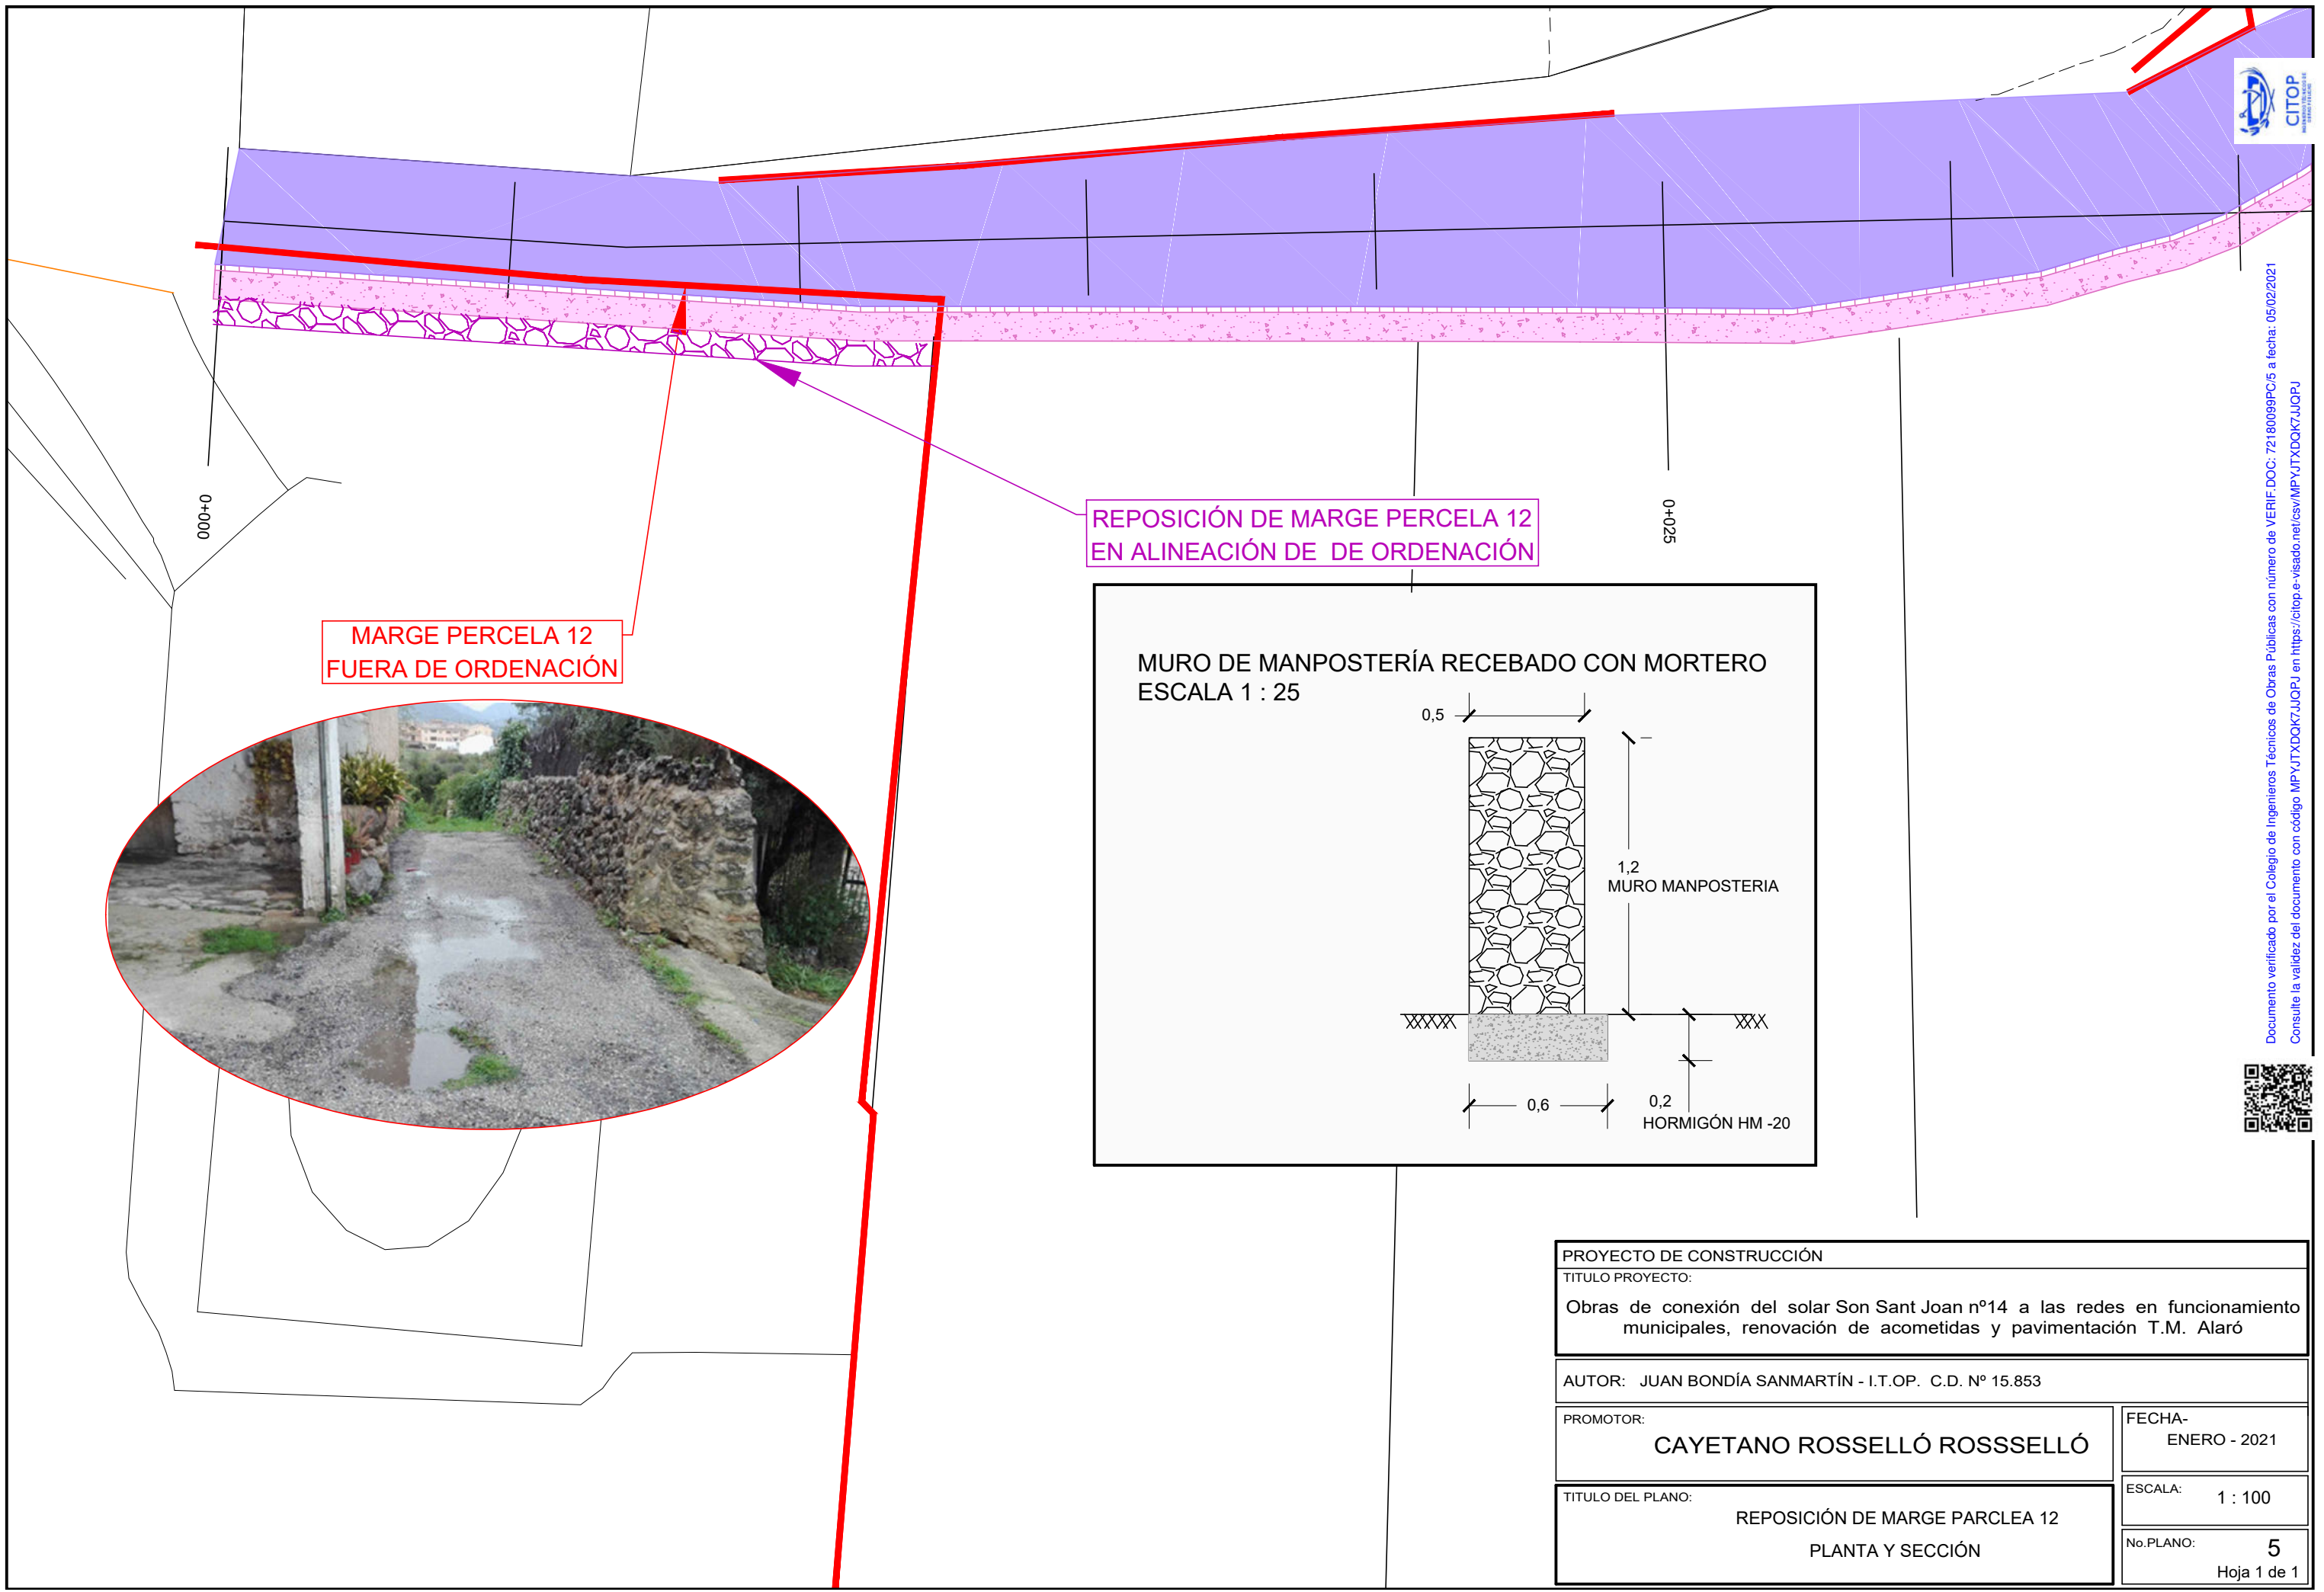 CITOP
0+000
0+025
REPOSICIÓN DE MARGE PERCELA 12
EN ALINEACIÓN DE DE ORDENACIÓN
MARGE PERCELA 12
FUERA DE ORDENACIÓN
MURO DE MANPOSTERÍA RECEBADO CON MORTERO
ESCALA 1 : 25
0,5
1,2
MURO MANPOSTERIA
0,6
0,2
HORMIGÓN HM -20
Documento verificado por el Colegio de Ingenieros Técnicos de Obras Públicas con número de VERIF.DOC: 72180099PC/5 a fecha: 05/02/2021
Consulte la validez del documento con código MPYJTXDQK7JJQPJ en https://citop.e-visado.net/csv/MPYJTXDQK7JJQPJ
PROYECTO DE CONSTRUCCIÓN
TITULO PROYECTO:
Obras de conexión del solar Son Sant Joan nº14 a las redes en funcionamiento
municipales, renovación de acometidas y pavimentación T.M. Alaró
AUTOR: JUAN BONDÍA SANMARTÍN - I.T.OP. C.D. Nº 15.853
PROMOTOR:
CAYETANO ROSSELLÓ ROSSSELLÓ
FECHA-
ENERO - 2021
TITULO DEL PLANO:
REPOSICIÓN DE MARGE PARCLEA 12
PLANTA Y SECCIÓN
ESCALA:
1 : 100
No.PLANO:
5
Hoja 1 de 1